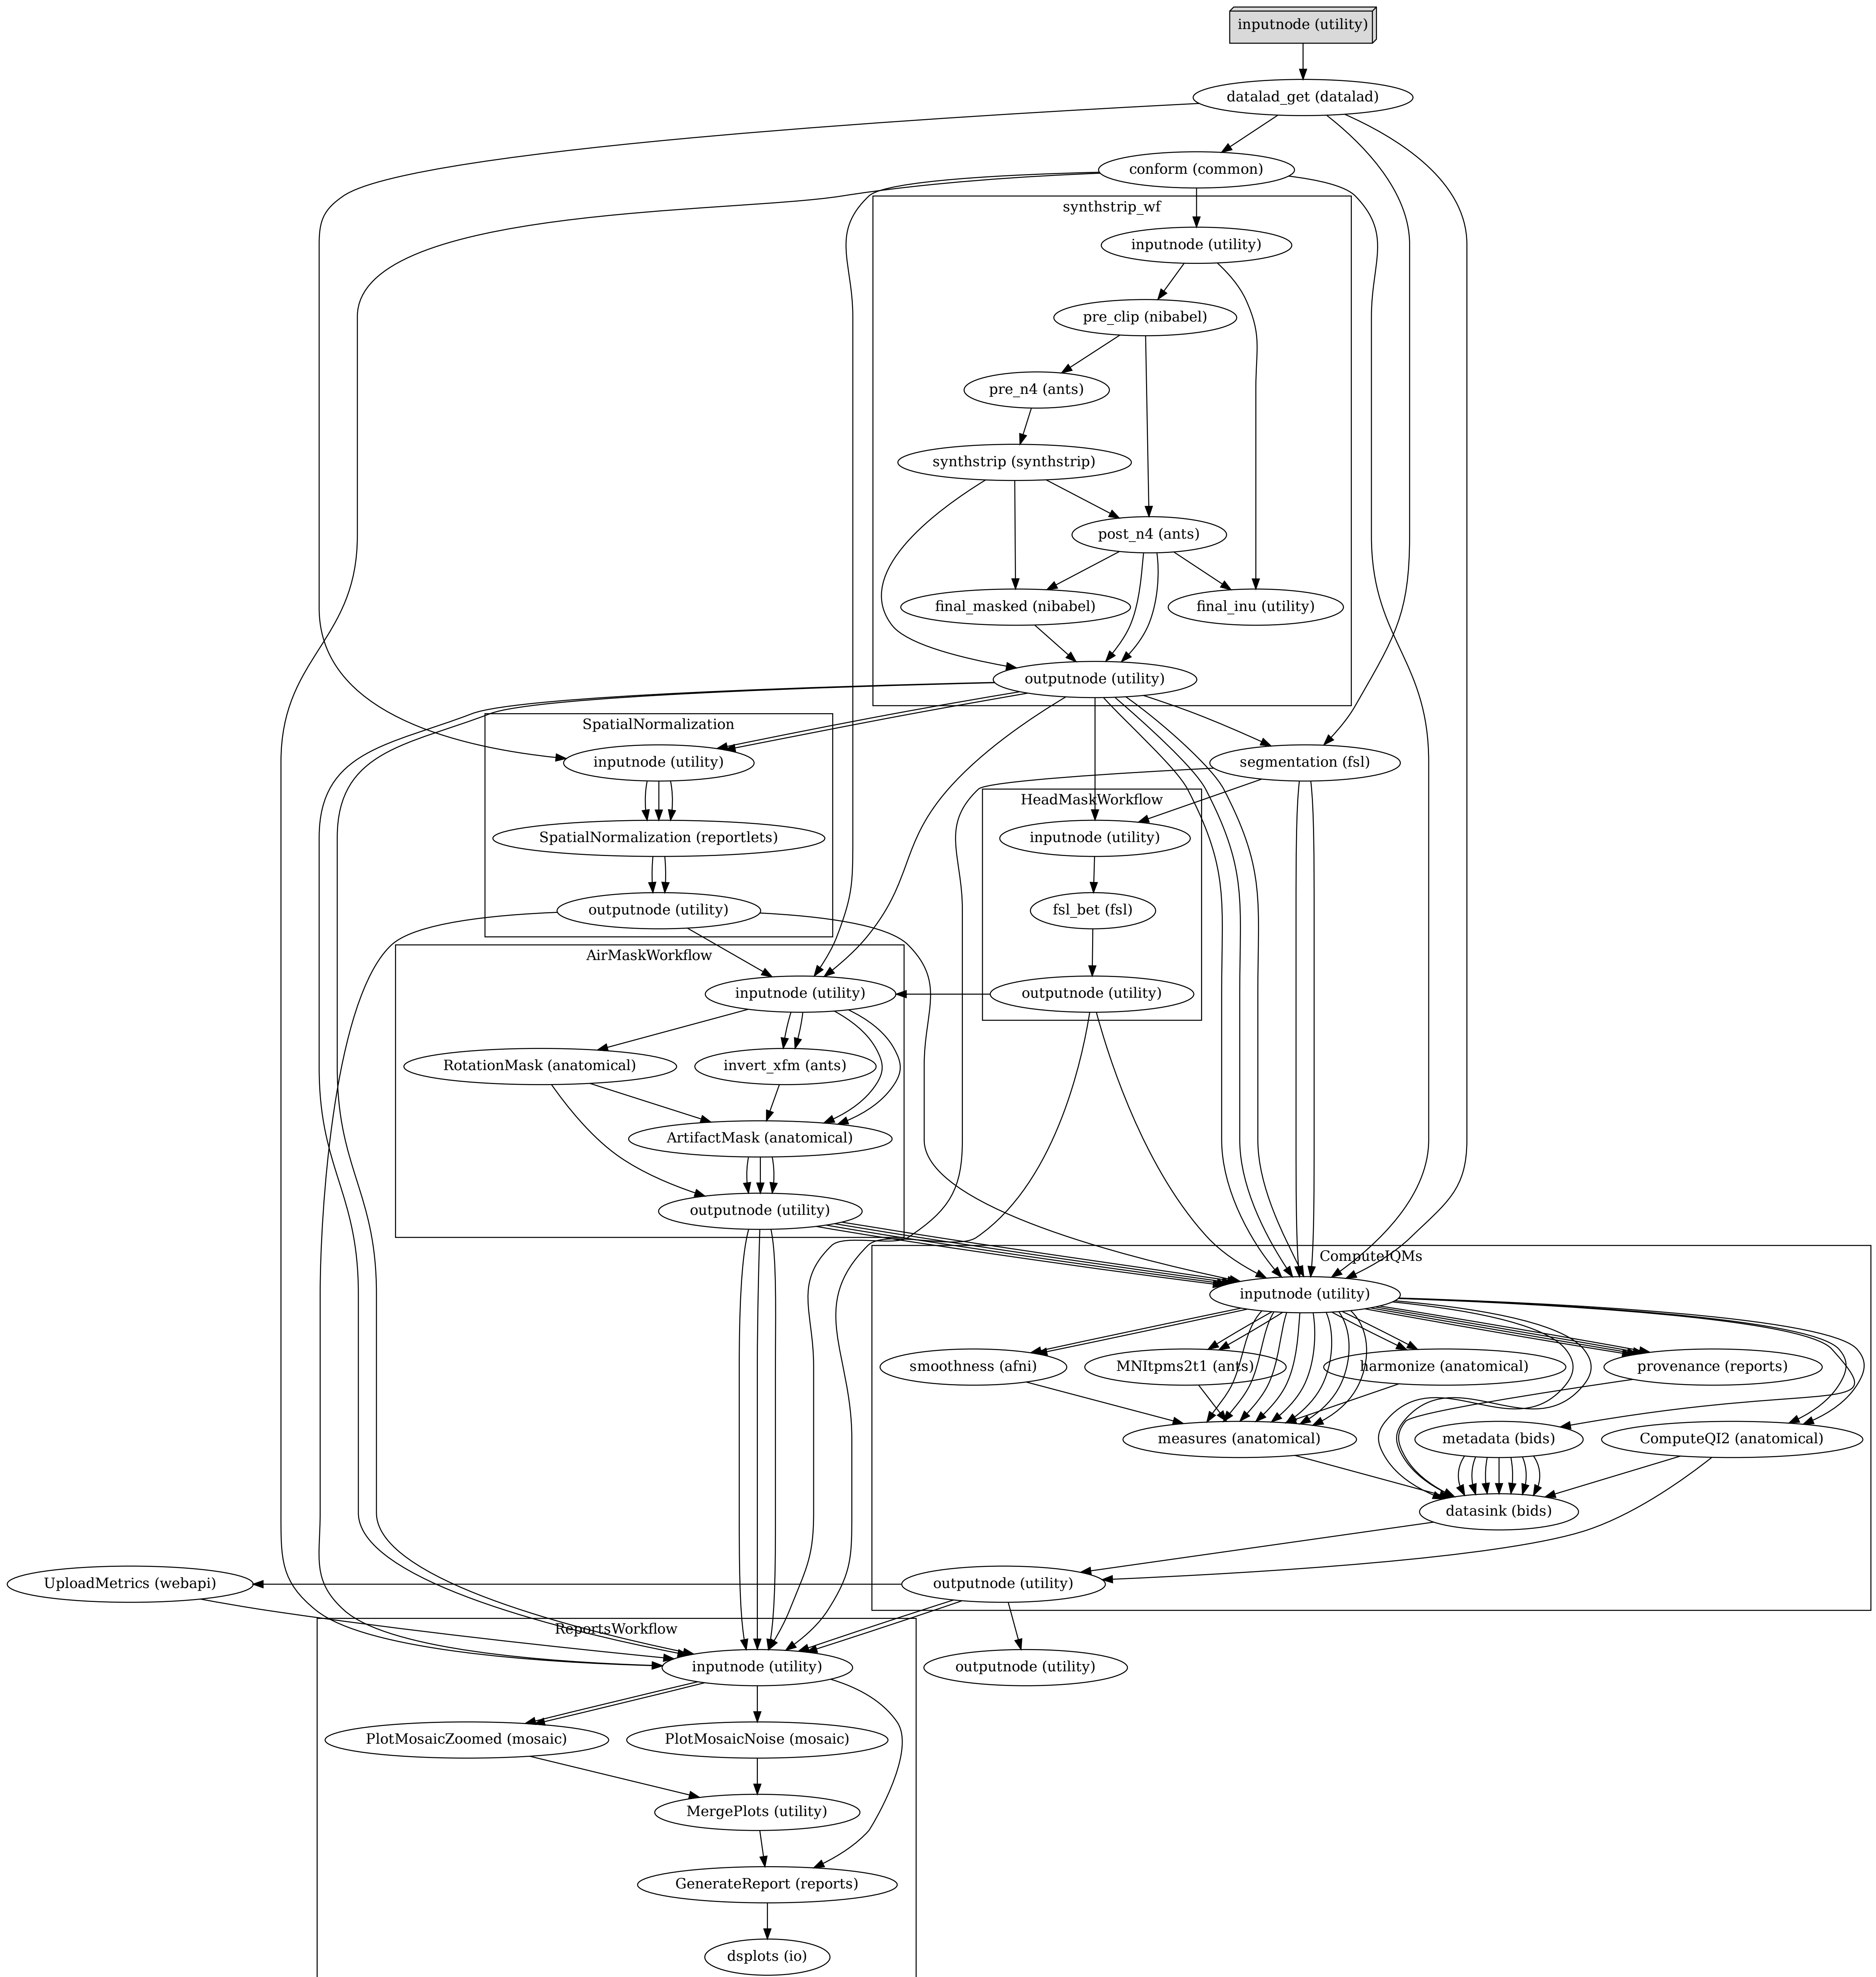 inputnode (utility)
datalad_get (datalad)
conform (common)
synthstrip_wf
inputnode (utility)
pre_clip (nibabel)
pre_n4 (ants)
synthstrip (synthstrip)
post_n4 (ants)
final_masked (nibabel)
final_inu (utility)
outputnode (utility)
SpatialNormalization
inputnode (utility)
segmentation (fsl)
HeadMaskWorkflow
SpatialNormalization (reportlets)
inputnode (utility)
outputnode (utility)
fsl_bet (fsl)
AirMaskWorkflow
inputnode (utility)
outputnode (utility)
RotationMask (anatomical)
invert_xfm (ants)
ArtifactMask (anatomical)
outputnode (utility)
ComputeIQMs
inputnode (utility)
smoothness (afni)
MNItpms2t1 (ants)
harmonize (anatomical)
provenance (reports)
measures (anatomical)
metadata (bids)
ComputeQI2 (anatomical)
datasink (bids)
UploadMetrics (webapi)
outputnode (utility)
ReportsWorkflow
inputnode (utility)
outputnode (utility)
PlotMosaicZoomed (mosaic)
PlotMosaicNoise (mosaic)
MergePlots (utility)
GenerateReport (reports)
dsplots (io)